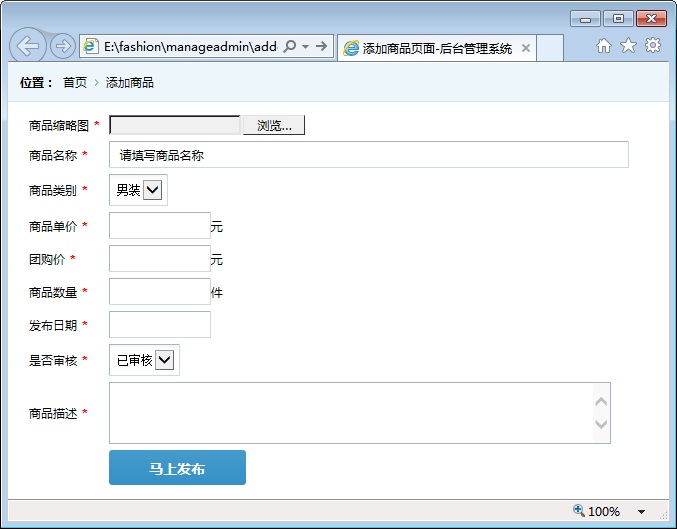 E:\fashion\manageadmin\add
添加商品页面-后台管理系统
位置： 首页 › 添加商品
商品缩略图 * 浏览...
商品名称 * 请填写商品名称
商品类别 * 男装
商品单价 * 元
团购价 * 元
商品数量 * 件
发布日期 *
是否审核 * 已审核
商品描述 *
马上发布
100%